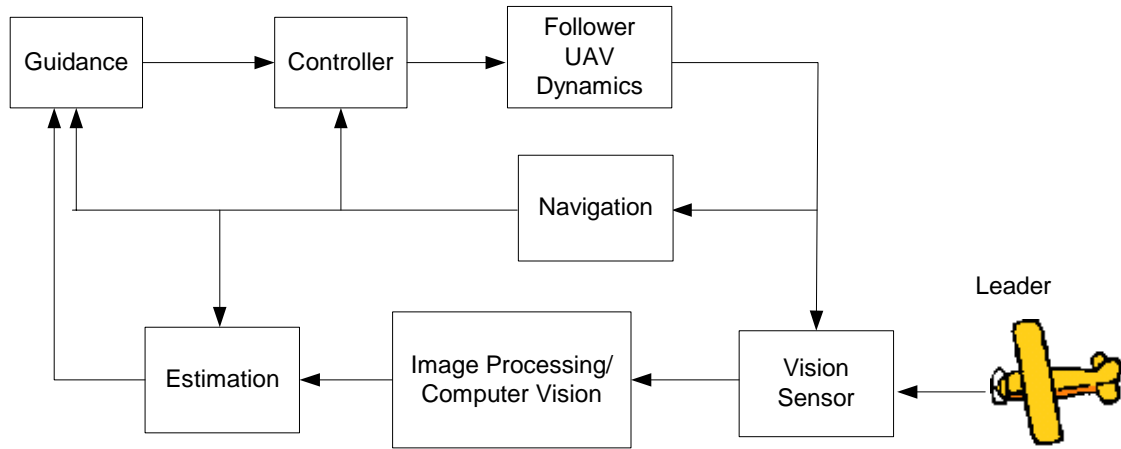 Guidance
Controller
Follower
UAV
Dynamics
Navigation
Leader
Estimation
Image Processing/
Computer Vision
Vision
Sensor